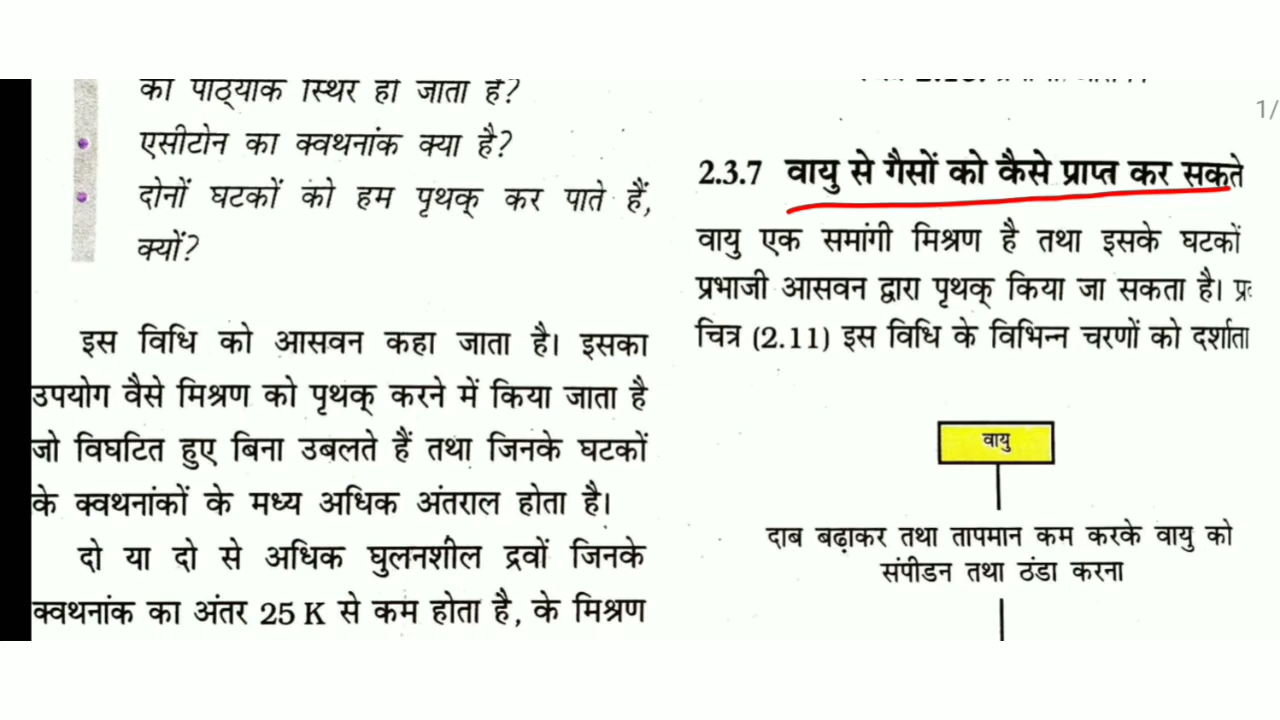 का पाठ्यांक स्थिर हो जाता है?
एसीटोन का क्वथनांक क्या है?
दोनों घटकों को हम पृथक् कर पाते हैं,
क्यों?
इस विधि को आसवन कहा जाता है। इसका
उपयोग वैसे मिश्रण को पृथक् करने में किया जाता है
जो विघटित हुए बिना उबलते हैं तथा जिनके घटकों
के क्वथनांकों के मध्य अधिक अंतराल होता है।
दो या दो से अधिक घुलनशील द्रवों जिनके
क्वथनांक का अंतर 25 K से कम होता है, के मिश्रण
1/
2.3.7 वायु से गैसों को कैसे प्राप्त कर सकते
वायु एक समांगी मिश्रण है तथा इसके घटकों
प्रभाजी आसवन द्वारा पृथक् किया जा सकता है।
चित्र (2.11) इस विधि के विभिन्न चरणों को दर्शाता
वायु
दाब बढ़ाकर तथा तापमान कम करके वायु को
संपीडन तथा ठंडा करना